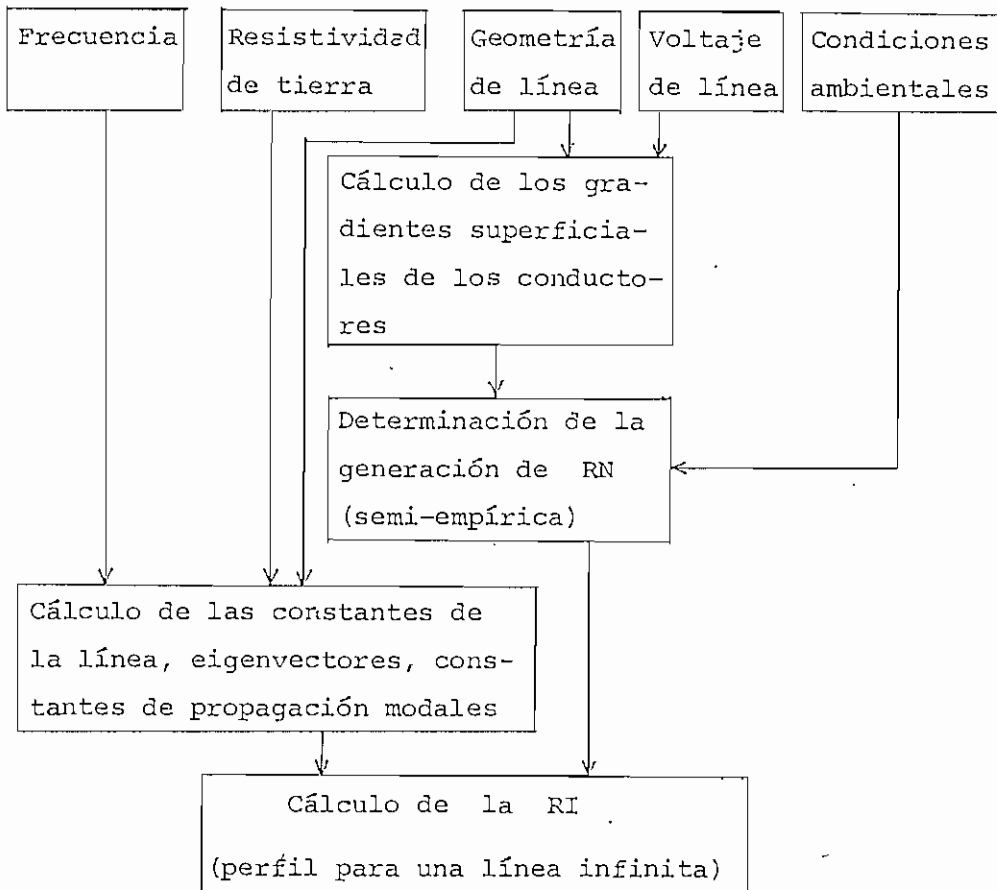 Frecuencia
Resistividad
de tierra
Geometría
de línea
Voltaje
de línea
Condiciones
ambientales
Cálculo de los gra-
dientes superficia-
les de los conducto-
res
Determinación de la
generación de RN
(semi-empírica)
Cálculo de las constantes de
la línea, eigenvectores, cons-
tantes de propagación modales
Cálculo de la RI
(perfil para una línea infinita)